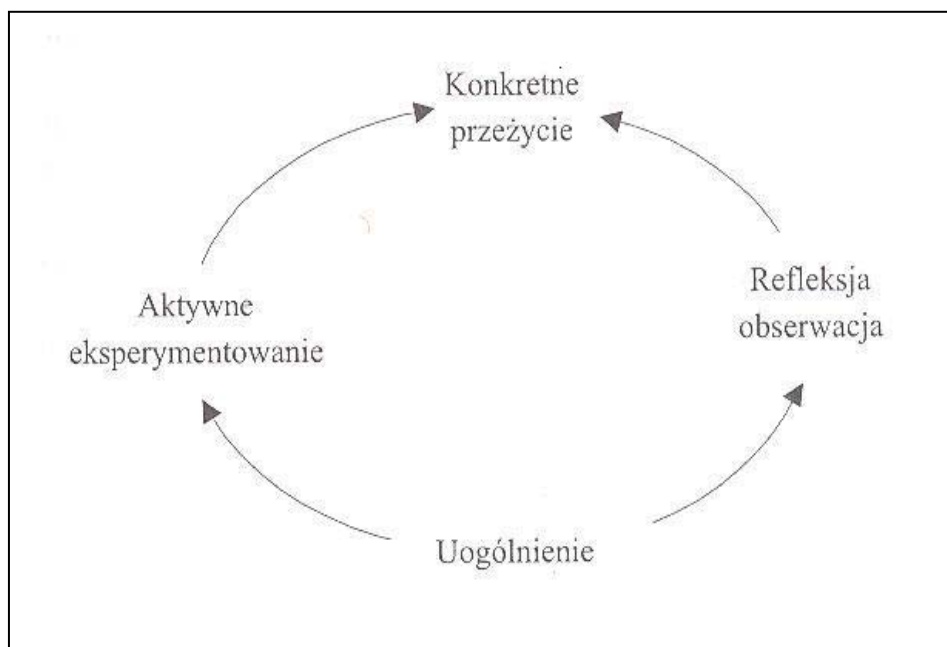 Konkretne
przeżycie
Refleksja
obserwacja
Aktywne
eksperymentowanie
Uogólnienie